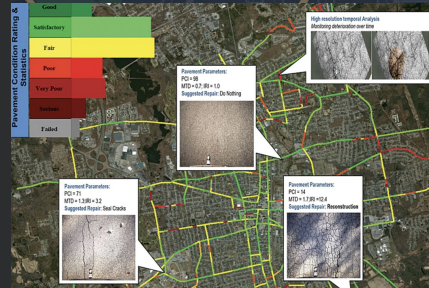 Pavement Condition Rating &
Statistics
Good
Satisfactory
Fair
Poor
Very Poor
Serious
Failed
High resolution temporal Analysis
Monitoring deterioration over time
Pavement Parameters:
PCI = 98
MTD = 0.7; IRI = 1.0
Suggested Repair: Do Nothing
Pavement Parameters:
PCI = 71
MTD = 1.3;IRI = 3.2
Suggested Repair: Seal Cracks
Pavement Parameters:
PCI = 14
MTD = 1.7;IRI =12.4
Suggested Repair: Reconstruction